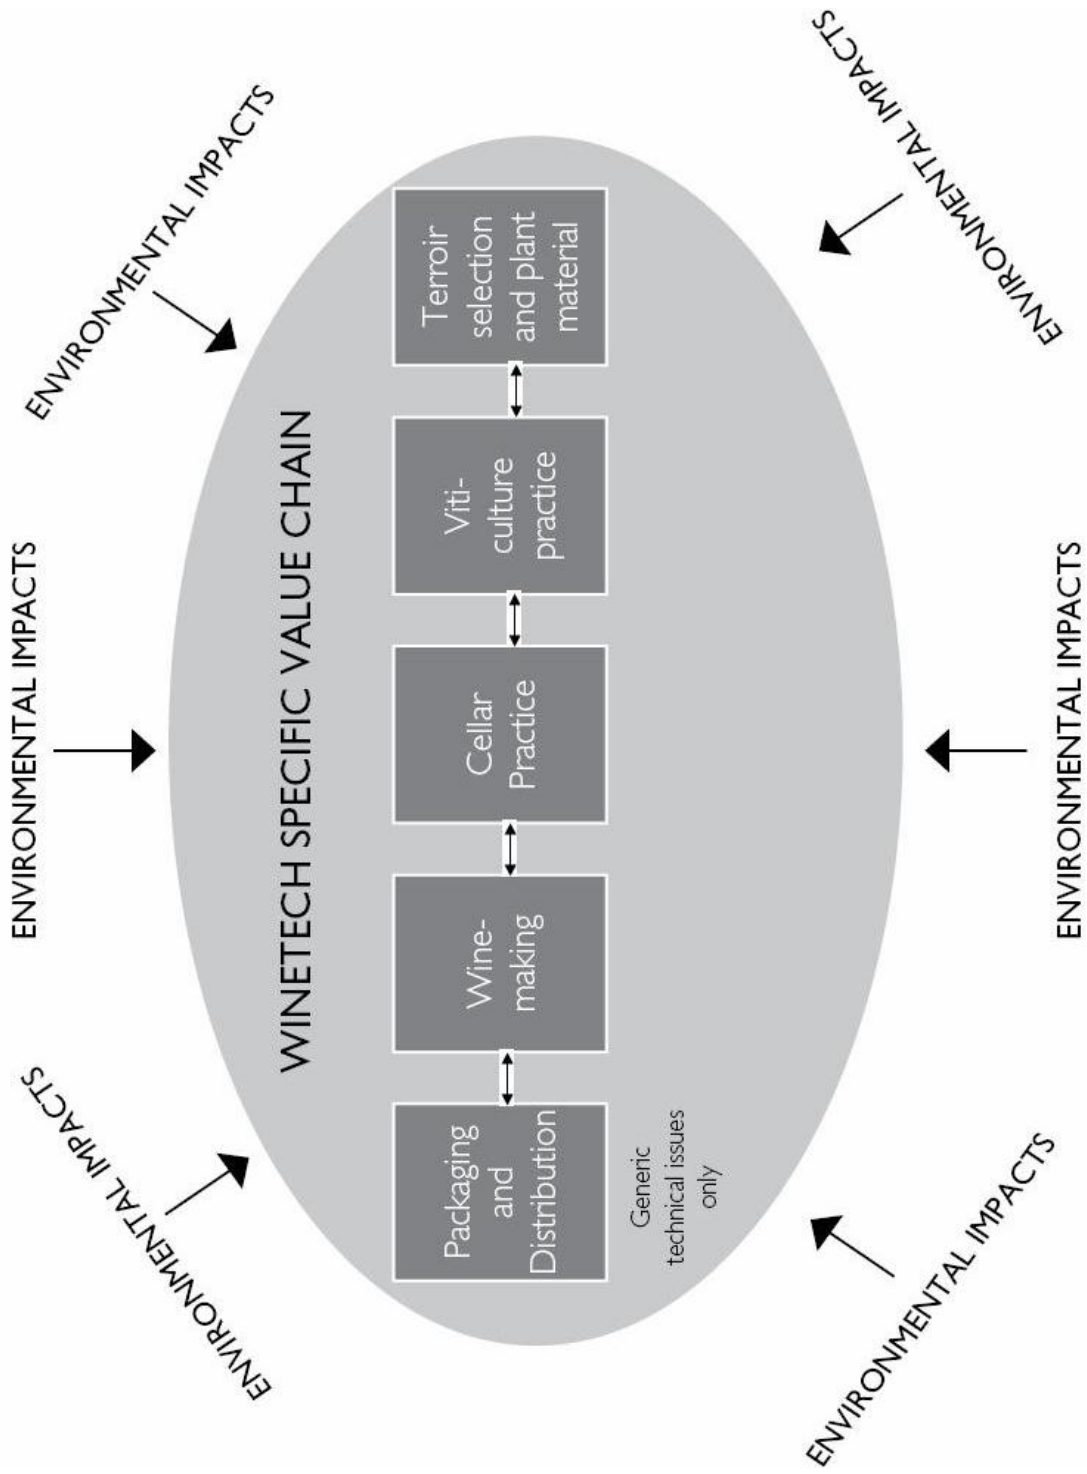 ENVIRONMENTAL IMPACTS
ENVIRONMENTAL IMPACTS
ENVIRONMENTAL IMPACTS
WINETECH SPECIFIC VALUE CHAIN
Packaging
and
Distribution
Wine-
making
Cellar
Practice
Viti-
culture
practice
Terroir
selection
and plant
material
Generic
technical issues
only
ENVIRONMENTAL IMPACTS
ENVIRONMENTAL IMPACTS
ENVIRONMENTAL IMPACTS